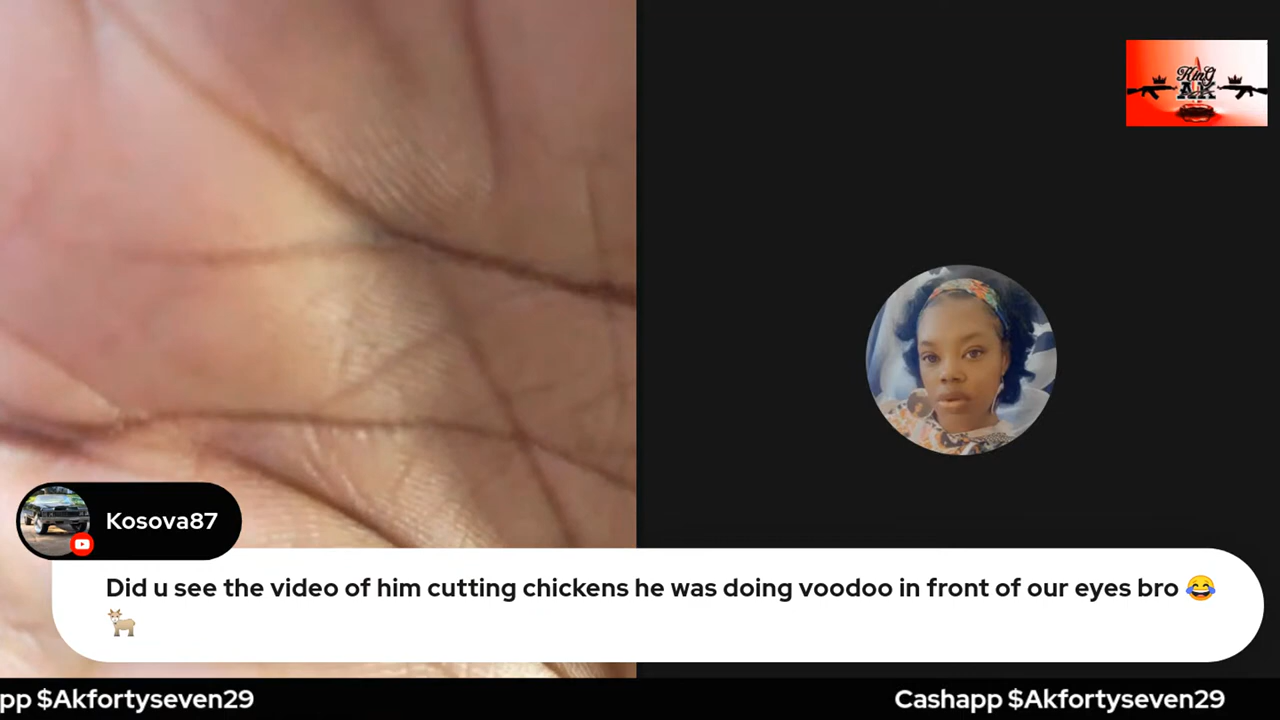 KinG
AK
Kosova87
Did u see the video of him cutting chickens he was doing voodoo in front of our eyes bro 😂
🐐
pp $Akfortyseven29
Cashapp $Akfortyseven29